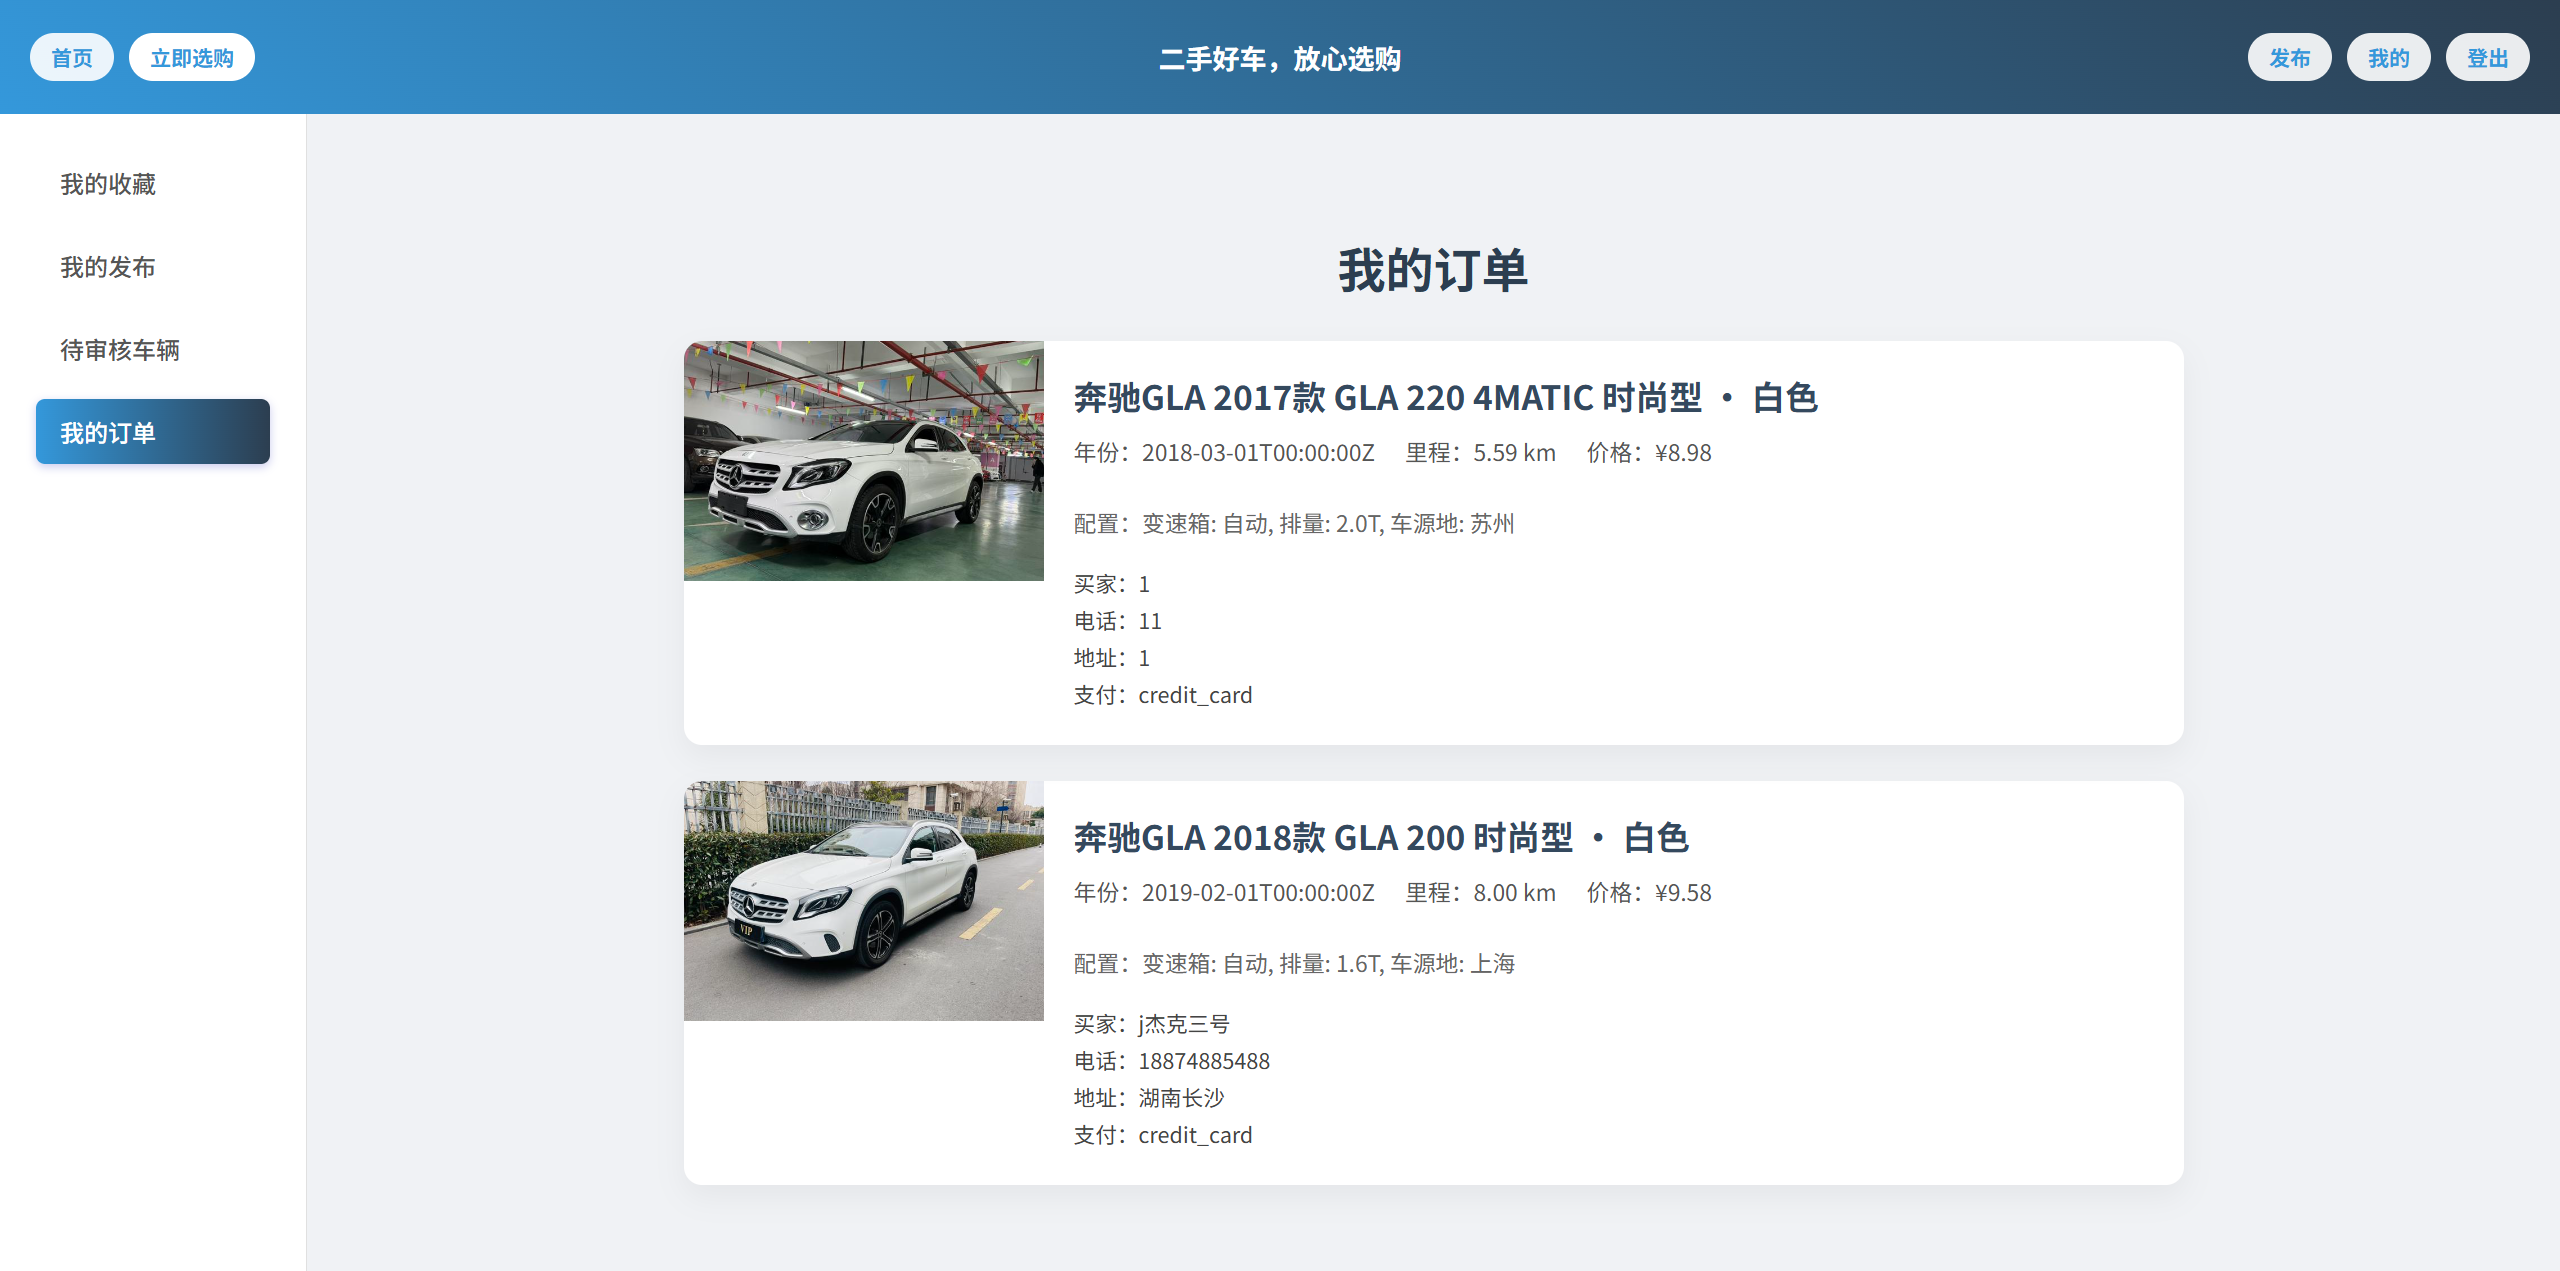 首页 立即选购 二手好车，放心选购 发布 我的 登出
我的收藏
我的发布
待审核车辆
我的订单
我的订单
奔驰GLA 2017款 GLA 220 4MATIC 时尚型 · 白色
年份：2018-03-01T00:00:00Z 里程：5.59 km 价格：¥8.98
配置：变速箱: 自动, 排量: 2.0T, 车源地: 苏州
买家：1
电话：11
地址：1
支付：credit_card
VIP
奔驰GLA 2018款 GLA 200 时尚型 · 白色
年份：2019-02-01T00:00:00Z 里程：8.00 km 价格：¥9.58
配置：变速箱: 自动, 排量: 1.6T, 车源地: 上海
买家：j杰克三号
电话：18874885488
地址：湖南长沙
支付：credit_card